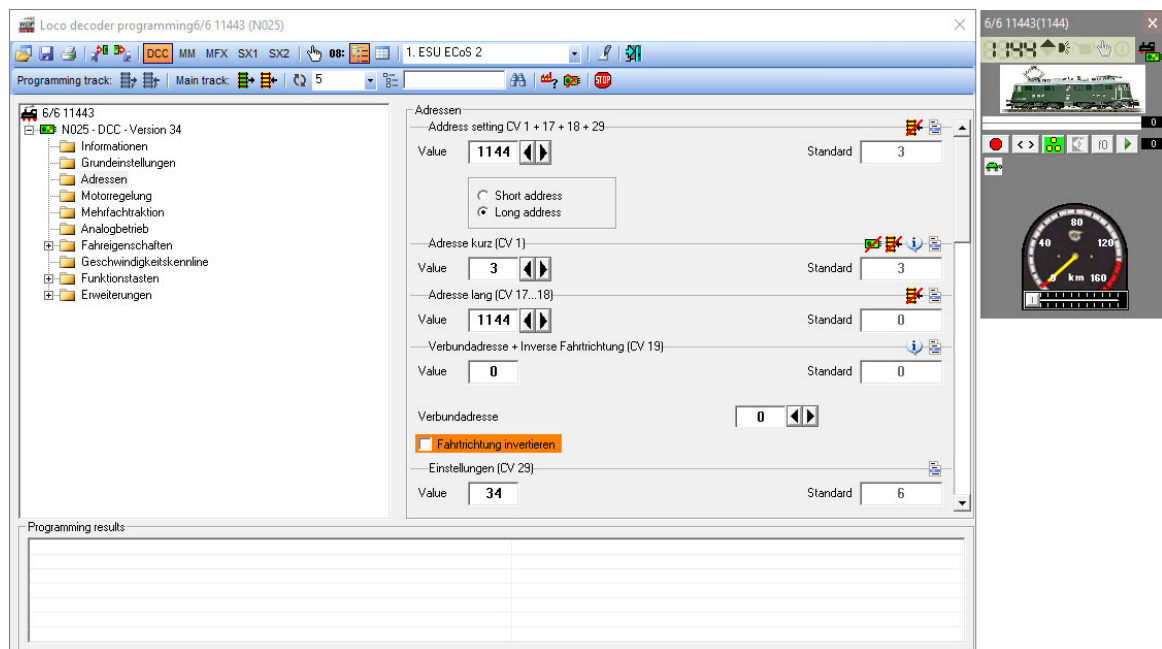 Loco decoder programming6/6 11443 (N025)
DCC MM MFX SX1 SX2 08: 1. ESU ECoS 2
Programming track: Main track: 5 STOP
6/6 11443
N025 - DCC - Version 34
Informationen
Grundeinstellungen
Adressen
Motorregelung
Mehrfachtraktion
Analogbetrieb
Fahreigenschaften
Geschwindigkeitskennline
Funktionstasten
Erweiterungen
Adressen
Address setting CV 1 + 17 + 18 + 29
Value 1144 Standard 3
Short address
Long address
Adresse kurz (CV 1)
Value 3 Standard 3
Adresse lang (CV 17...18)
Value 1144 Standard 0
Verbundadresse + Inverse Fahrtrichtung (CV 19)
Value 0 Standard 0
Verbundadresse 0
Fahrtrichtung invertieren
Einstellungen (CV 29)
Value 34 Standard 6
Programming results
6/6 11443(1144)
1144
0
< > f0 0
80
40 120
0 km 160